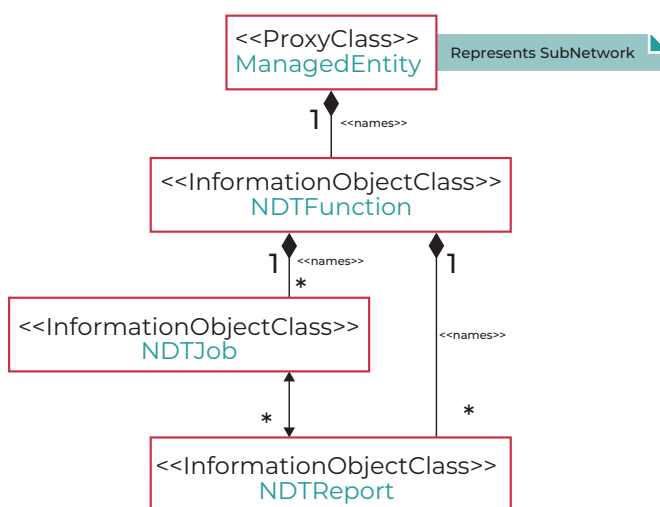 <<ProxyClass>>
ManagedEntity
Represents SubNetwork
1
<<names>>
<<InformationObjectClass>>
NDTFunction
1
<<names>>
1
*
<<InformationObjectClass>>
NDTJob
<<names>>
*
*
<<InformationObjectClass>>
NDTReport